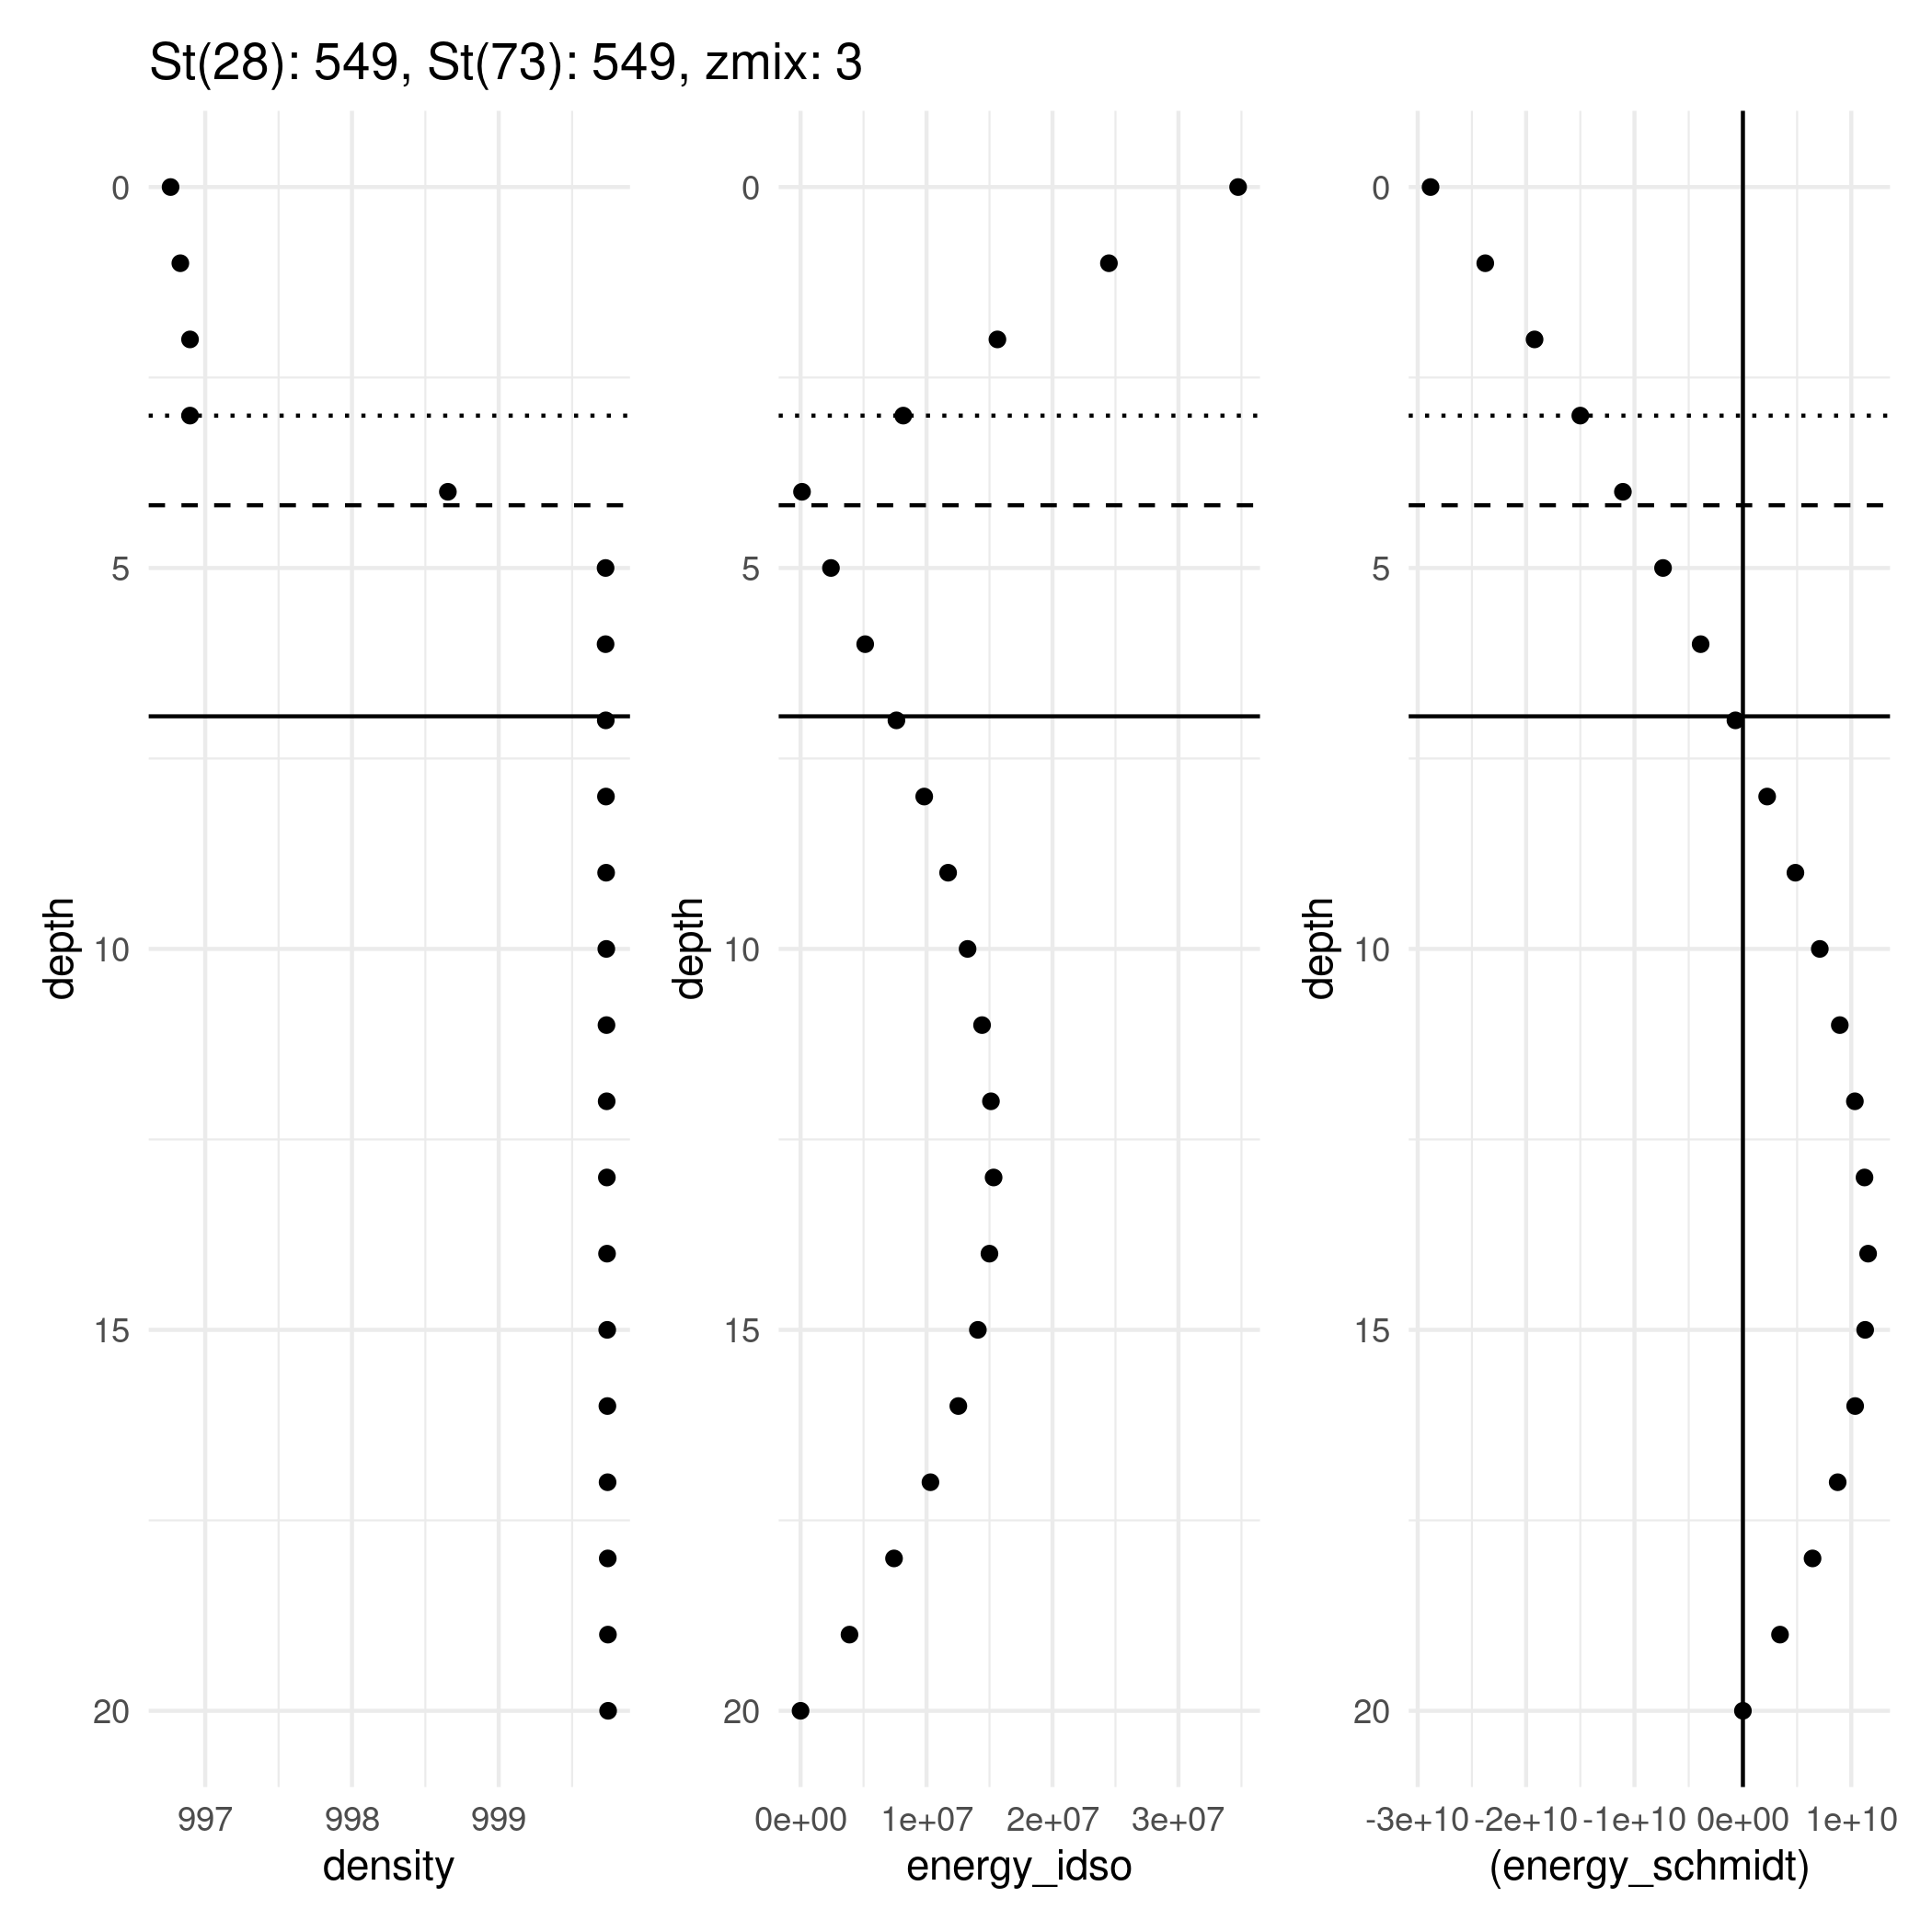 St(28): 549, St(73): 549, zmix: 3
0
5
10
15
20
depth
997 998 999
density
0
5
10
15
20
depth
0e+00 1e+07 2e+07 3e+07
energy_idso
0
5
10
15
20
depth
-3e+10 -2e+10 -1e+10 0e+00 1e+10
(energy_schmidt)